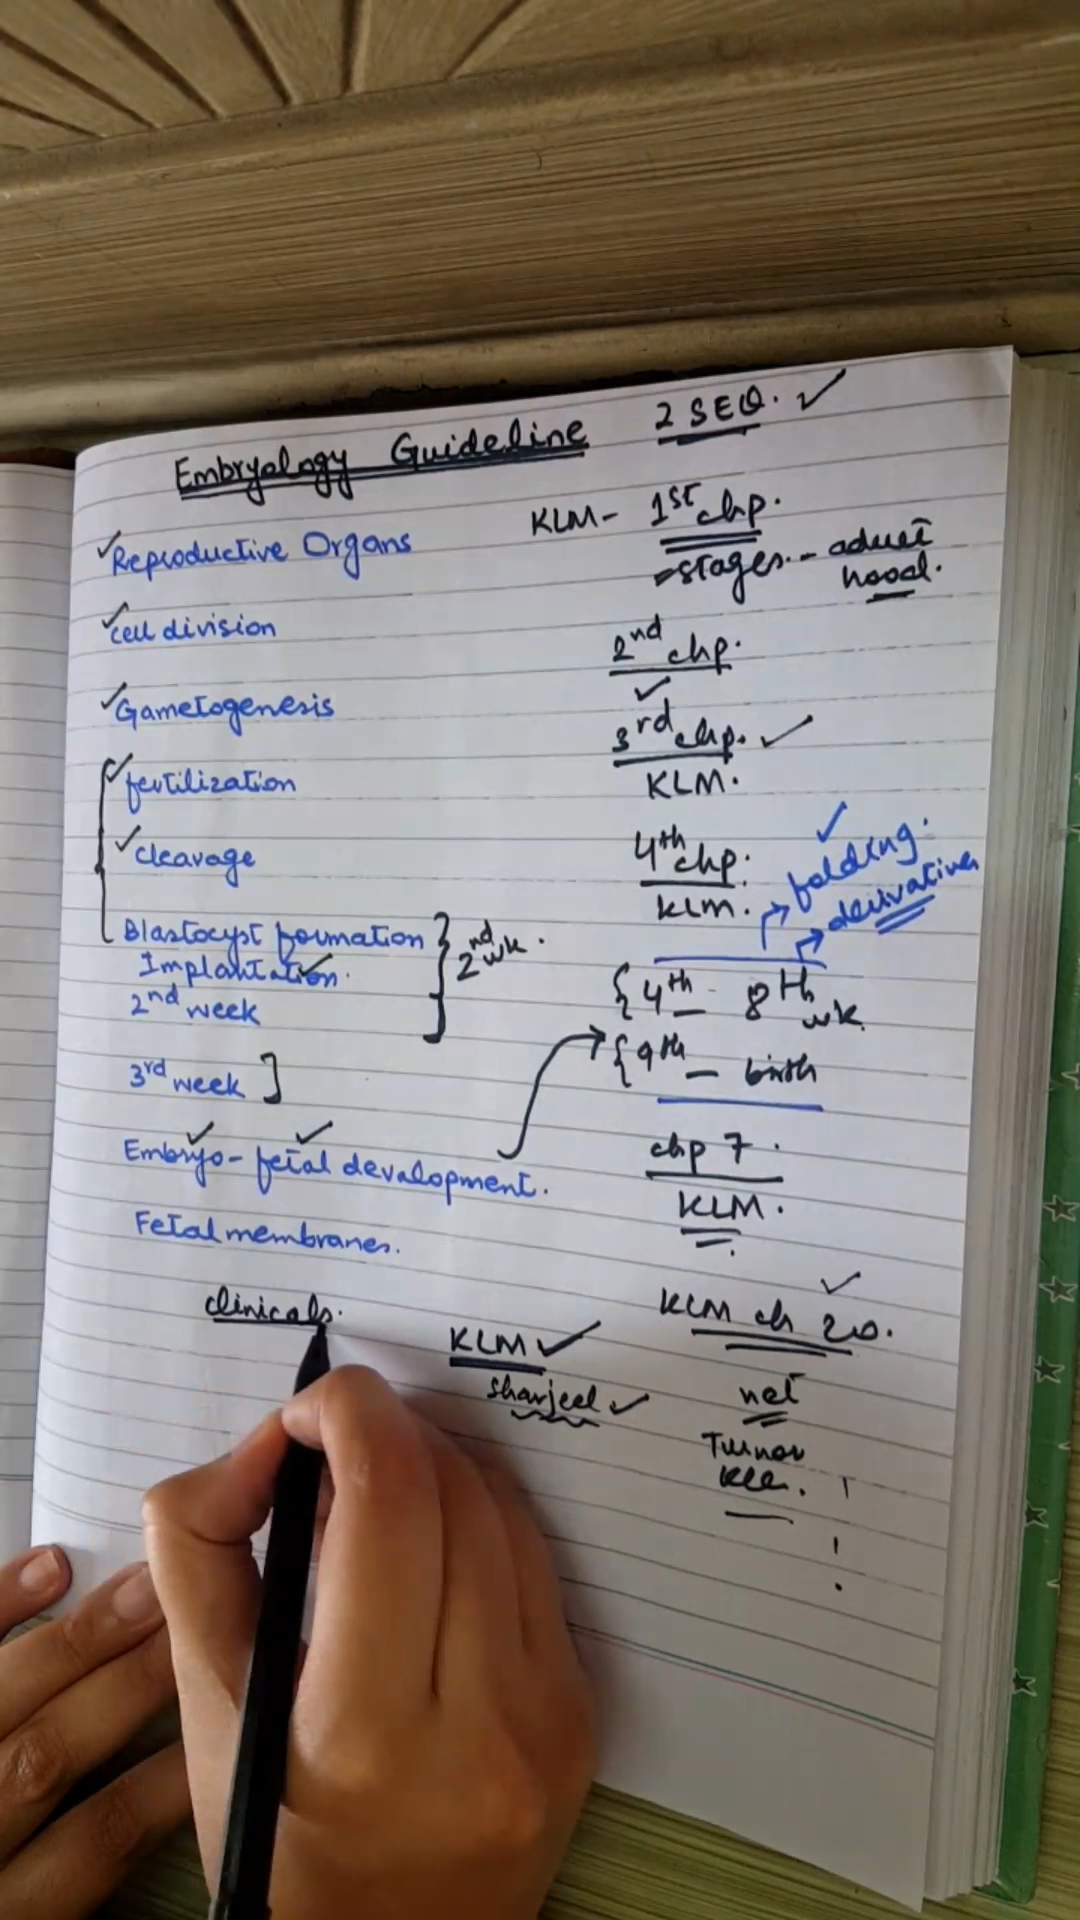 Embryology Guideline 2 SEQ.
Reproductive Organs KLM- 1st chp.
stages. - adult
hood.
cell division 2nd chp.
Gametogenesis 3rd chp.
KLM.
fertilization
cleavage 4th chp.
KLM.
folding.
derivatives
Blastocyst formation
Implantation.
2nd week
2nd wk.
{4th - 8th wk.
3rd week
{9th - birth
Embryo-fetal devalopment.
chp 7.
KLM.
Fetal membranes.
clinicals.
KLM
sharjeel
KLM ch 20.
net
Turnor